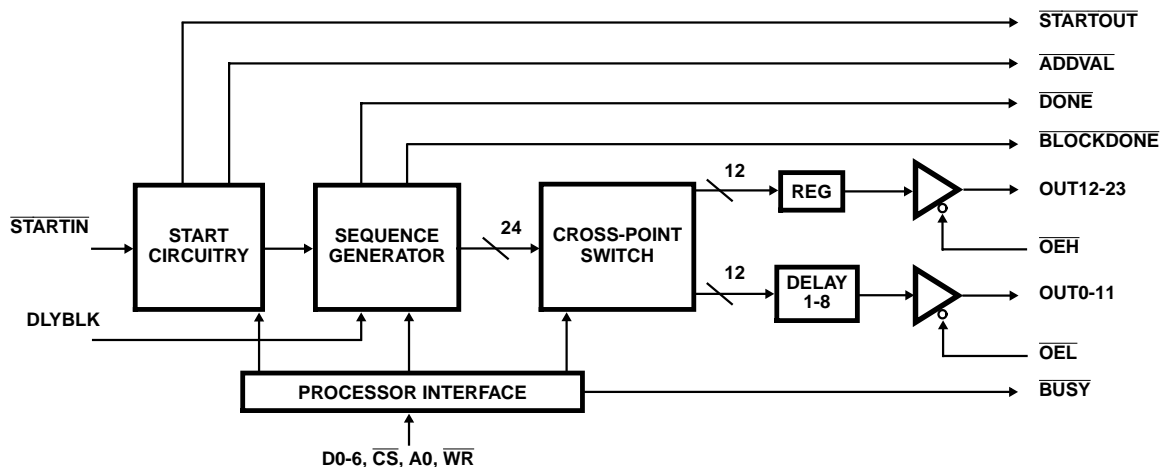 STARTOUT
ADDVAL
DONE
BLOCKDONE
12
REG
OUT12-23
STARTIN
START
CIRCUITRY
SEQUENCE
GENERATOR
24
CROSS-POINT
SWITCH
OEH
12
DELAY
1-8
OUT0-11
DLYBLK
OEL
PROCESSOR INTERFACE
BUSY
D0-6, CS, A0, WR